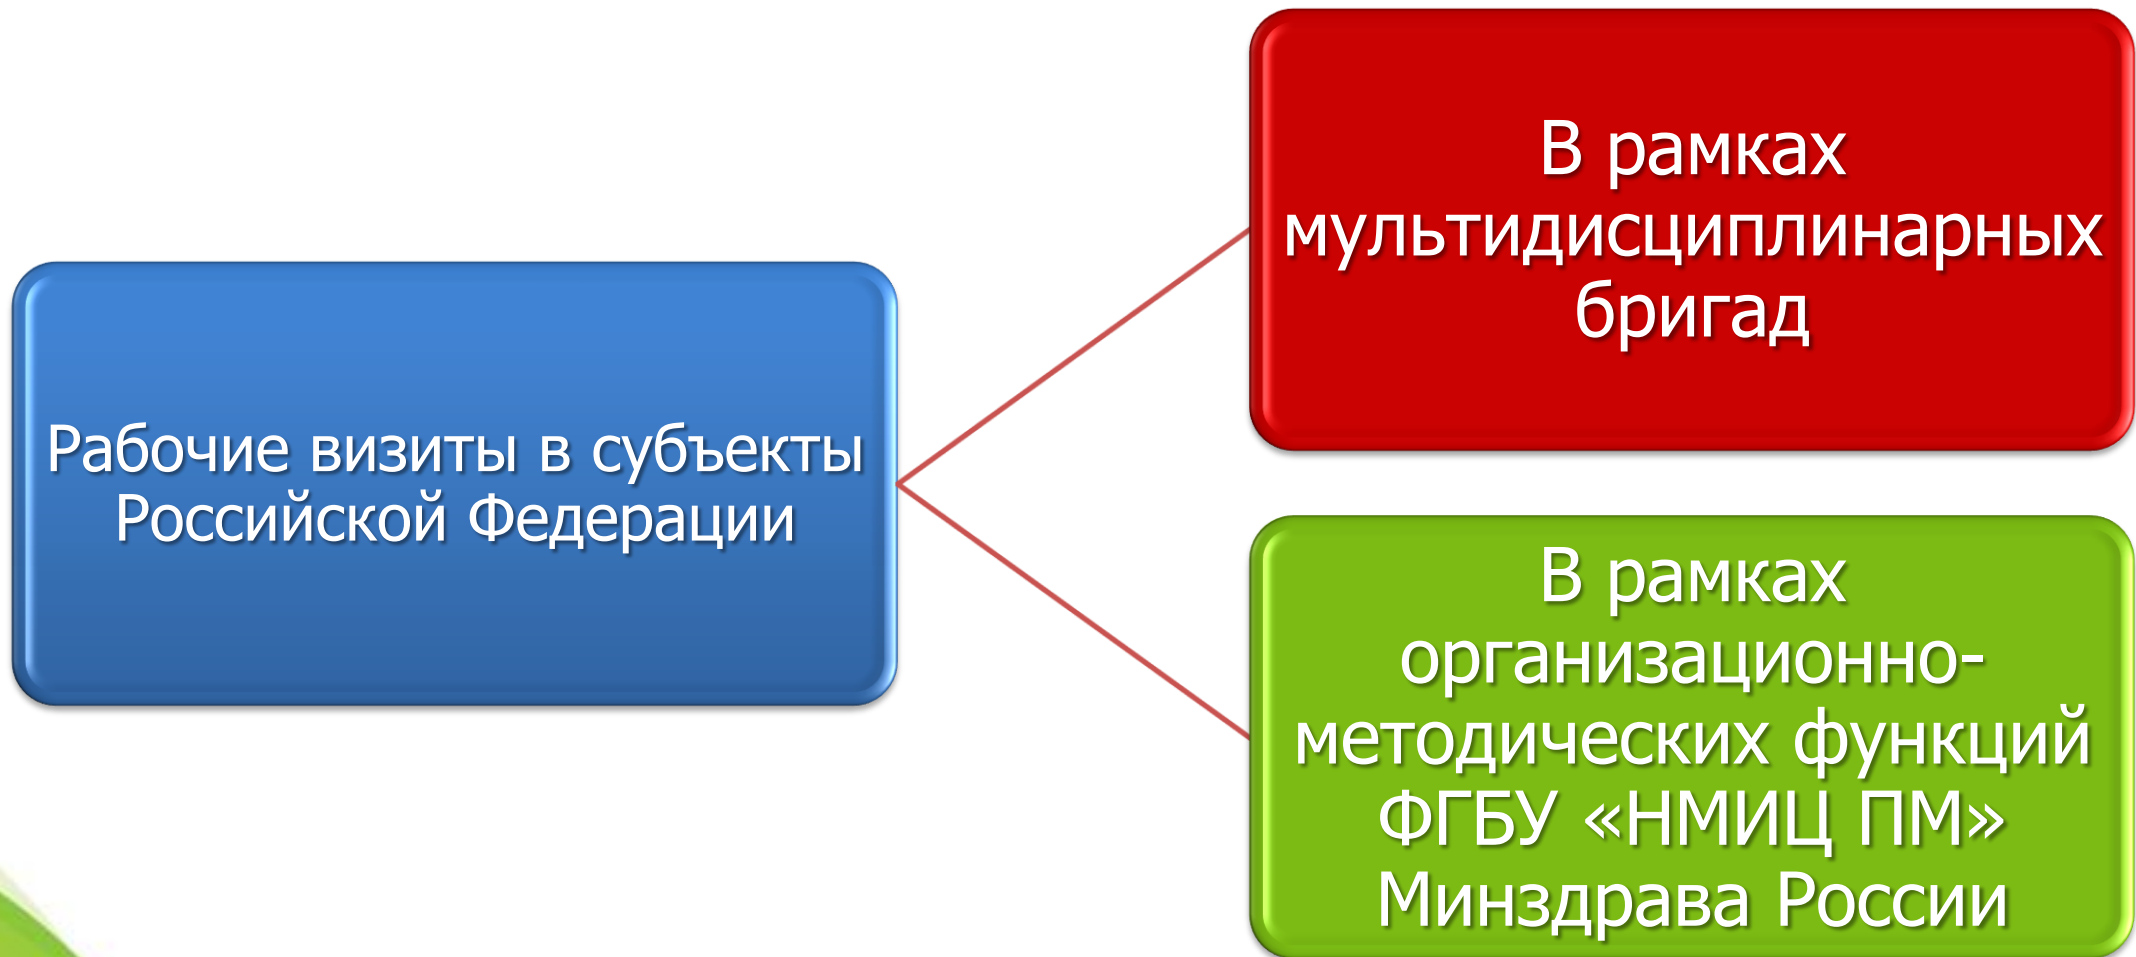 Рабочие визиты в субъекты
Российской Федерации
В рамках
мультидисциплинарных
бригад
В рамках
организационно-
методических функций
ФГБУ «НМИЦ ПМ»
Минздрава России